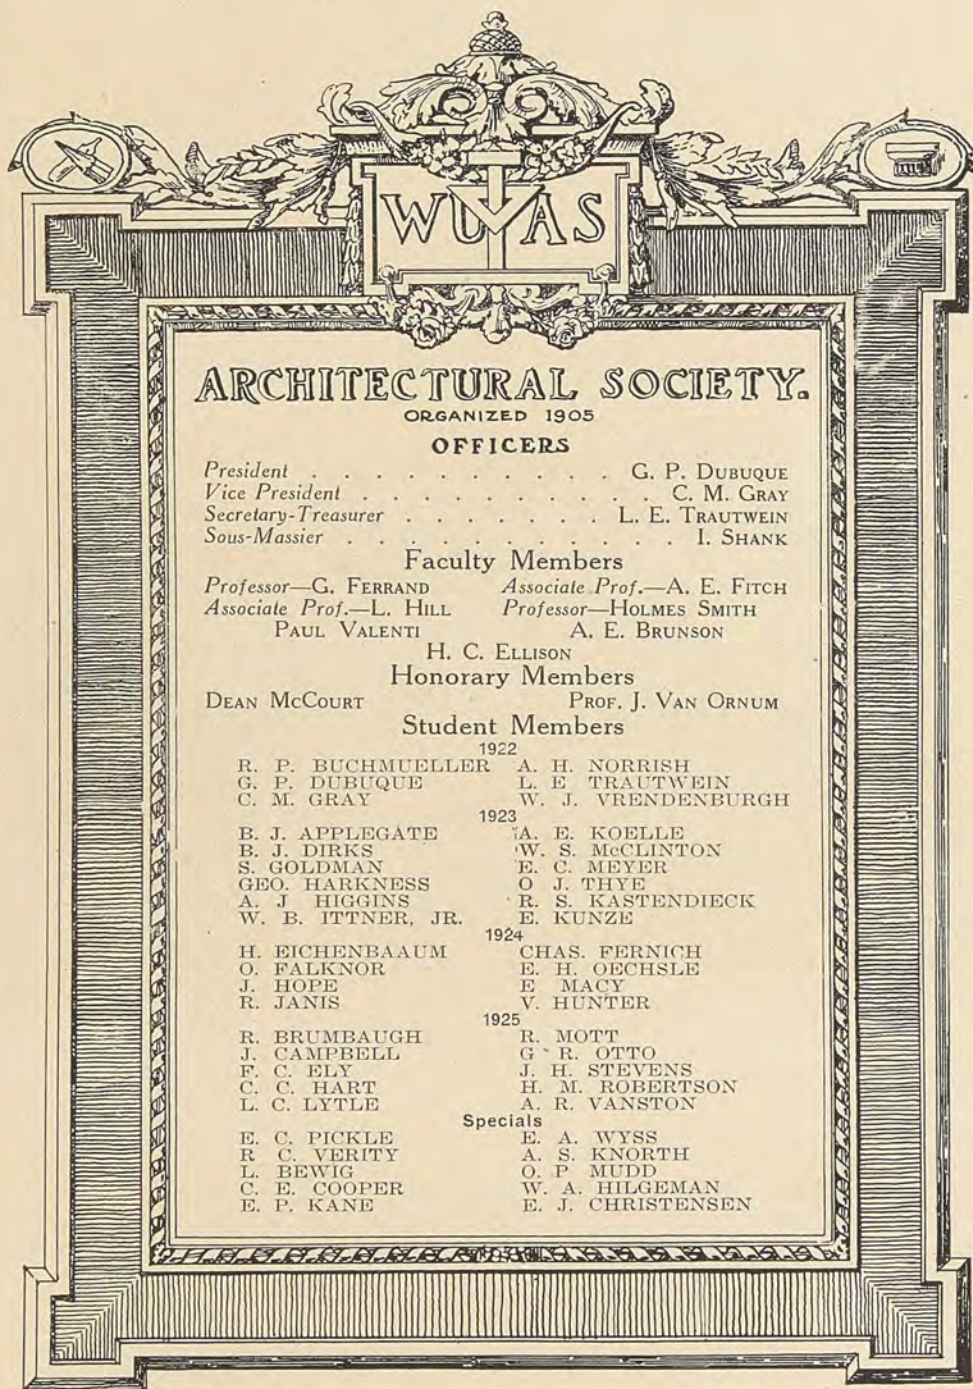 WUAS
ARCHITECTURAL SOCIETY.
ORGANIZED 1905
OFFICERS
President . . . . . . . . . . G. P. DUBUQUE
Vice President . . . . . . . . . . . C. M. GRAY
Secretary-Treasurer . . . . . . . L. E. TRAUTWEIN
Sous-Massier . . . . . . . . . . . . I. SHANK
Faculty Members
Professor—G. FERRAND Associate Prof.—A. E. FITCH
Associate Prof.—L. HILL Professor—HOLMES SMITH
PAUL VALENTI A. E. BRUNSON
H. C. ELLISON
Honorary Members
DEAN MCCOURT PROF. J. VAN ORNUM
Student Members
1922
R. P. BUCHMUELLER A. H. NORRISH
G. P. DUBUQUE L. E TRAUTWEIN
C. M. GRAY W. J. VRENDENBURGH
1923
B. J. APPLEGATE A. E. KOELLE
B. J. DIRKS W. S. McCLINTON
S. GOLDMAN E. C. MEYER
GEO. HARKNESS O J. THYE
A. J HIGGINS R. S. KASTENDIECK
W. B. ITTNER, JR. E. KUNZE
1924
H. EICHENBAAUM CHAS. FERNICH
O. FALKNOR E. H. OECHSLE
J. HOPE E MACY
R. JANIS V. HUNTER
1925
R. BRUMBAUGH R. MOTT
J. CAMPBELL G R. OTTO
F. C. ELY J. H. STEVENS
C. C. HART H. M. ROBERTSON
L. C. LYTLE A. R. VANSTON
Specials
E. C. PICKLE E. A. WYSS
R C. VERITY A. S. KNORTH
L. BEWIG O. P MUDD
C. E. COOPER W. A. HILGEMAN
E. P. KANE E. J. CHRISTENSEN